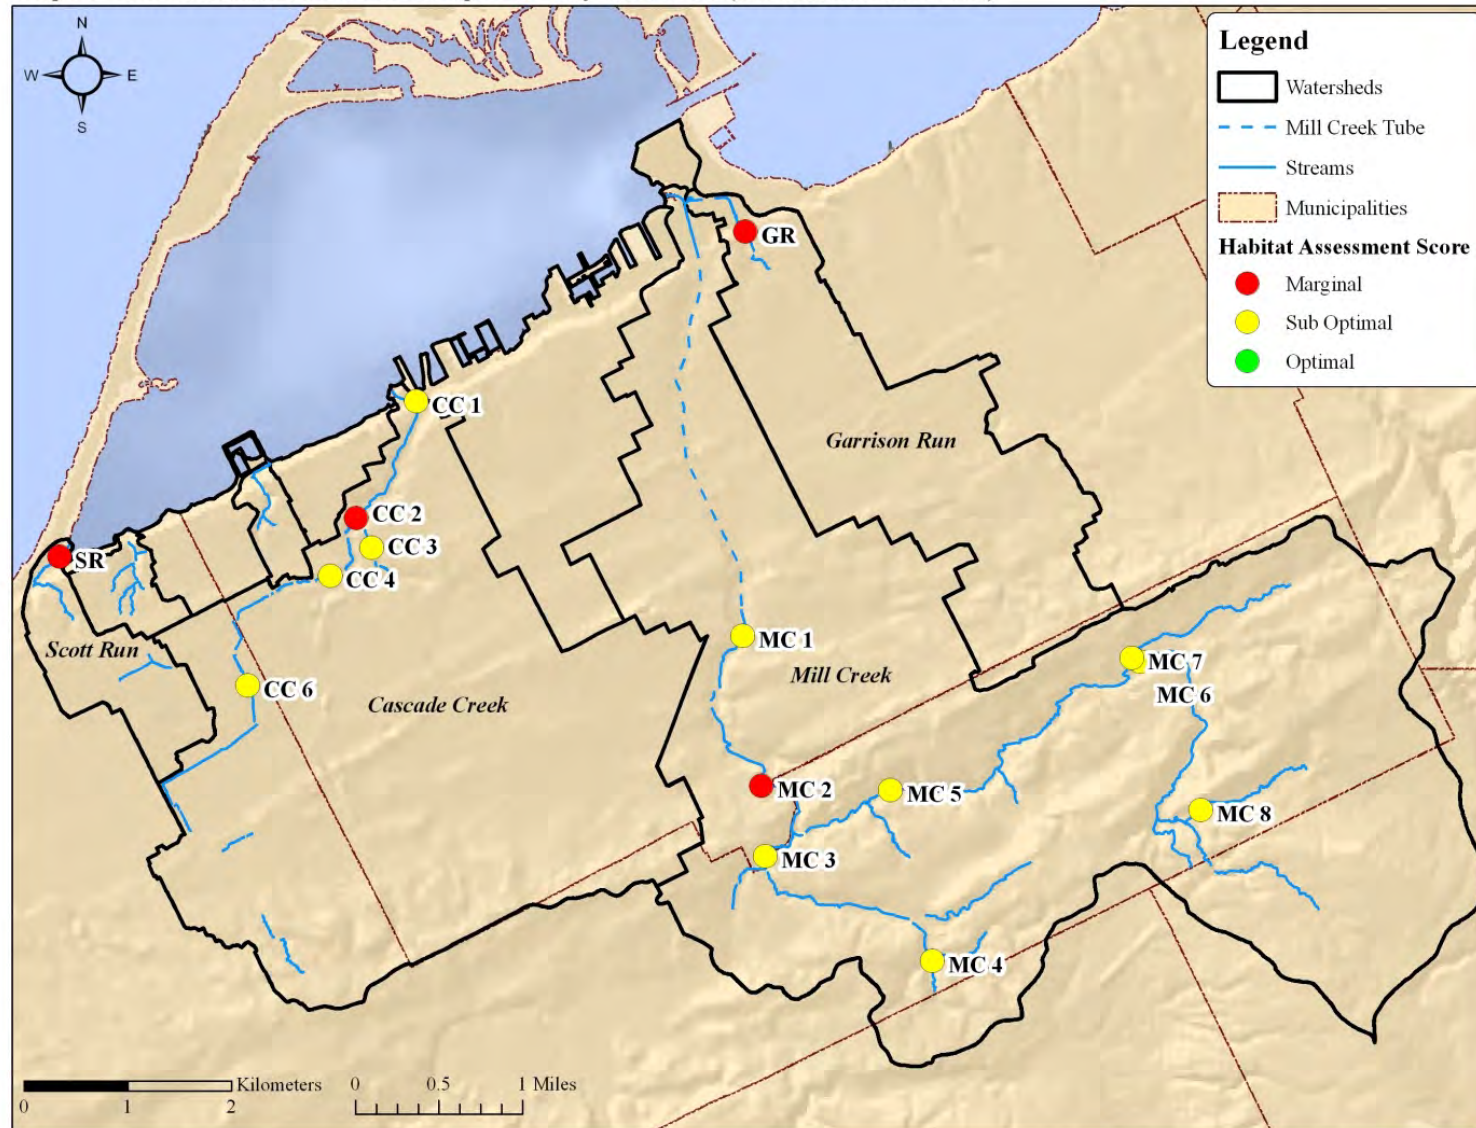 N
W
E
S
Legend
Watersheds
Mill Creek Tube
Streams
Municipalities
Habitat Assessment Score
Marginal
Sub Optimal
Optimal
GR
CC 1
Garrison Run
CC 2
CC 3
SR
CC 4
MC 1
Scott Run
MC 7
Mill Creek
CC 6
MC 6
Cascade Creek
MC 2
MC 5
MC 8
MC 3
MC 4
Kilometers
0 0.5 1 Miles
0 1 2